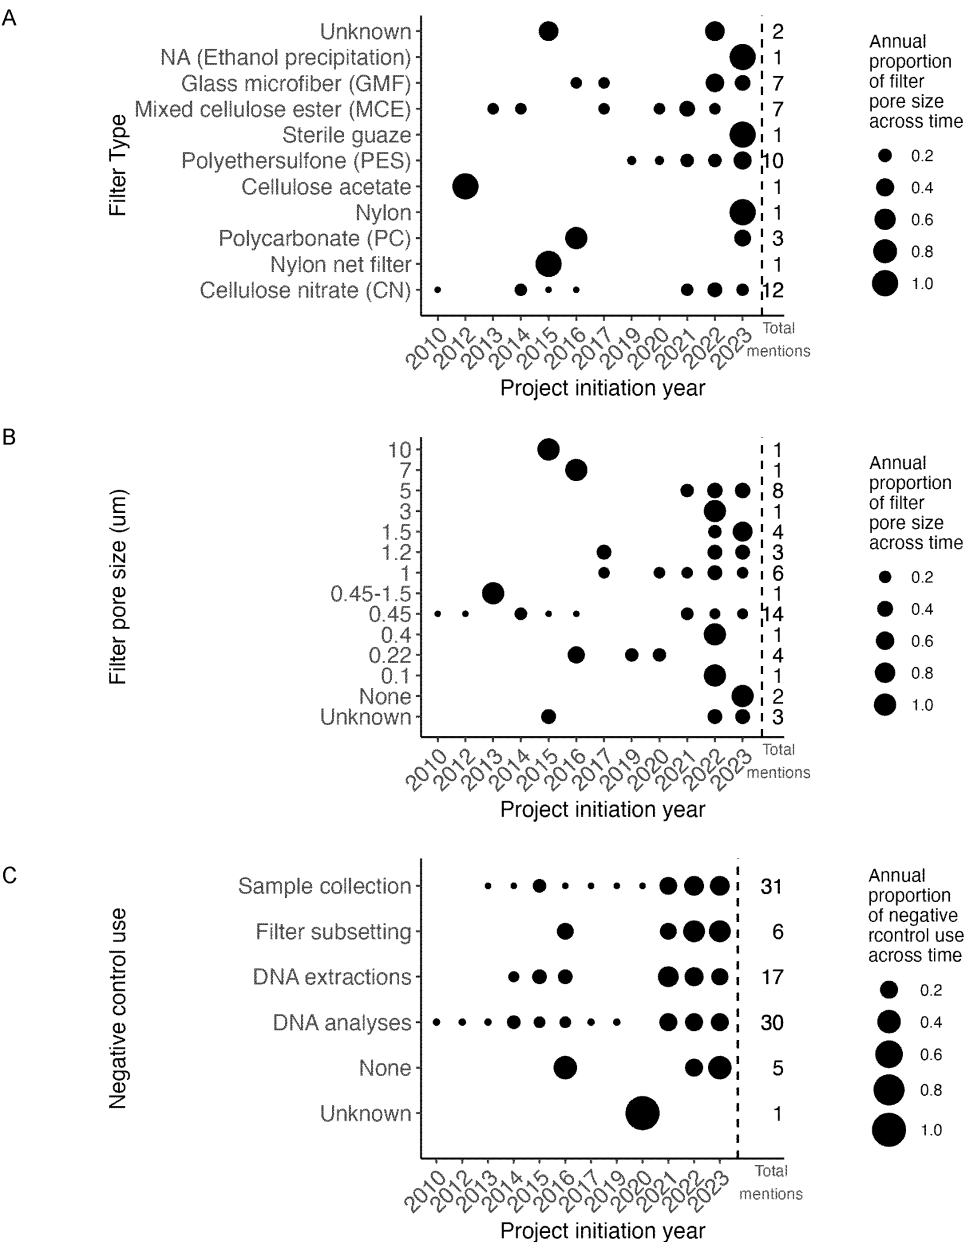 A
Filter Type
Unknown 2
NA (Ethanol precipitation) 1
Glass microfiber (GMF) 7
Mixed cellulose ester (MCE) 7
Sterile guaze 1
Polyethersulfone (PES) 10
Cellulose acetate 1
Nylon 1
Polycarbonate (PC) 3
Nylon net filter 1
Cellulose nitrate (CN) 12
2010 2012 2013 2014 2015 2016 2017 2019 2020 2021 2022 2023
Total
mentions
Project initiation year
Annual
proportion
of filter
pore size
across time
0.2
0.4
0.6
0.8
1.0
B
Filter pore size (um)
10 1
7 1
5 8
3 1
1.5 4
1.2 3
1 6
0.45-1.5 1
0.45 14
0.4 1
0.22 4
0.1 1
None 2
Unknown 3
2010 2012 2013 2014 2015 2016 2017 2019 2020 2021 2022 2023
Total
mentions
Project initiation year
Annual
proportion
of filter
pore size
across time
0.2
0.4
0.6
0.8
1.0
C
Negative control use
Sample collection 31
Filter subsetting 6
DNA extractions 17
DNA analyses 30
None 5
Unknown 1
2010 2012 2013 2014 2015 2016 2017 2019 2020 2021 2022 2023
Total
mentions
Project initiation year
Annual
proportion
of negative
rcontrol use
across time
0.2
0.4
0.6
0.8
1.0